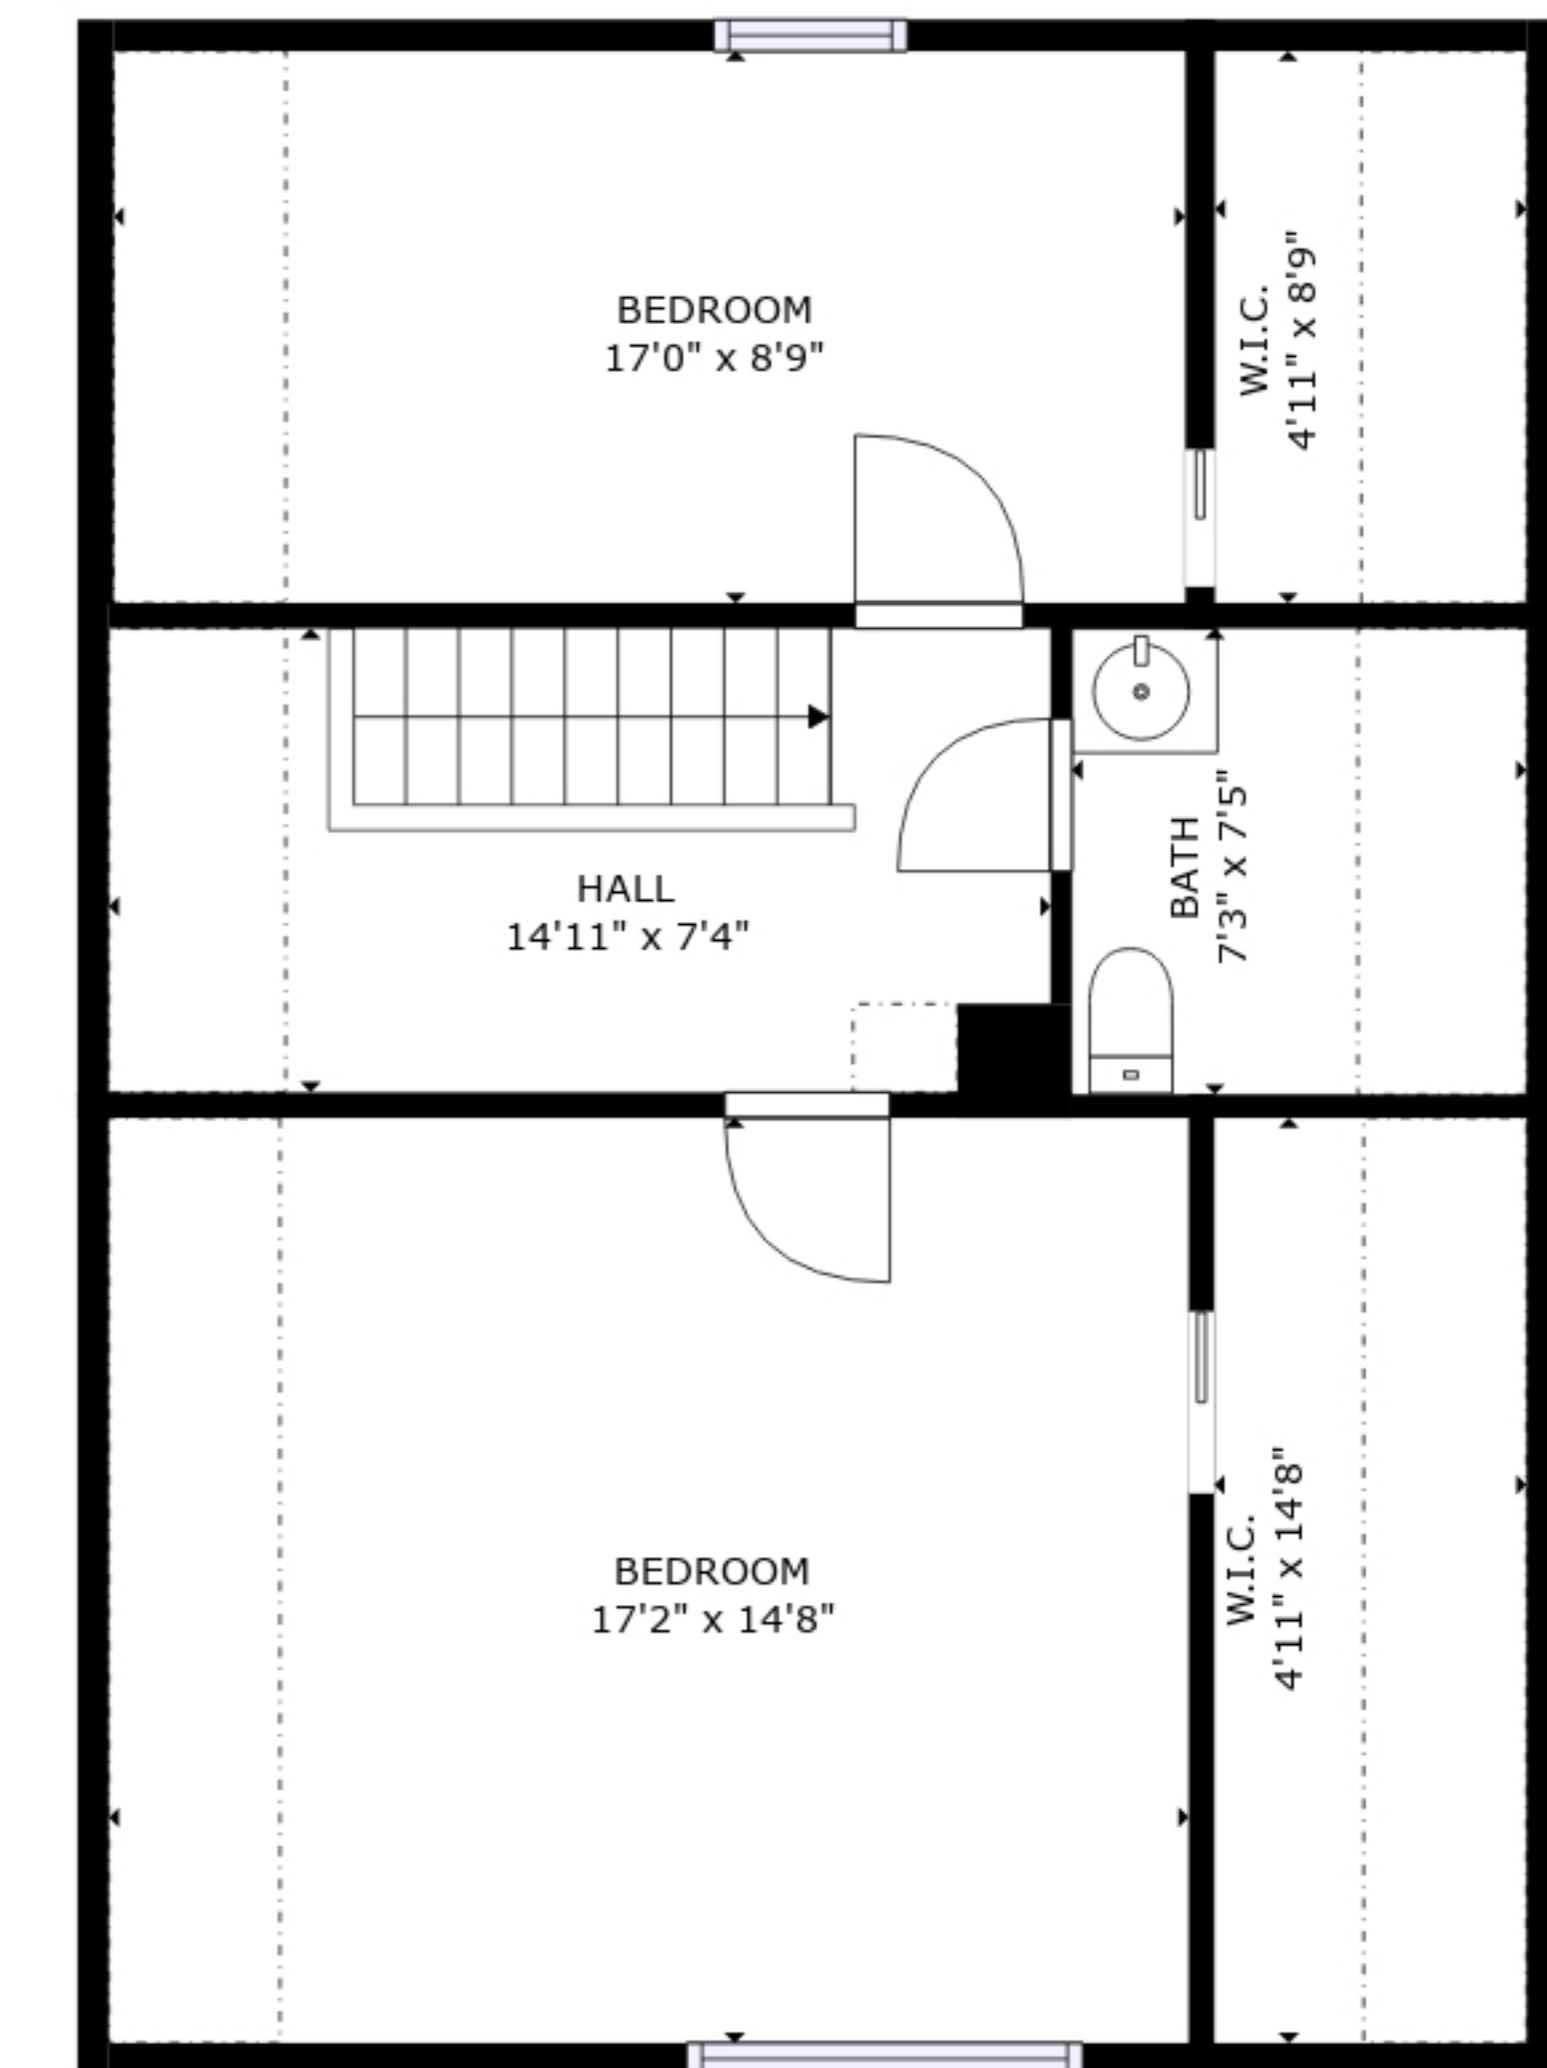 BEDROOM
17'0" x 8'9"
W.I.C.
4'11" x 8'9"
HALL
14'11" x 7'4"
BATH
7'3" x 7'5"
BEDROOM
17'2" x 14'8"
W.I.C.
4'11" x 14'8"